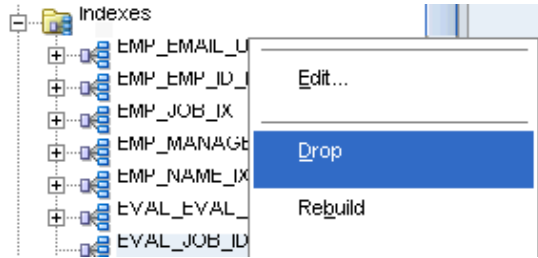 Indexes
EMP_EMAIL_U
EMP_EMP_ID_
EMP_JOB_IX
EMP_MANAGE
EMP_NAME_IX
EVAL_EVAL_
EVAL_JOB_ID
Edit...
Drop
Rebuild